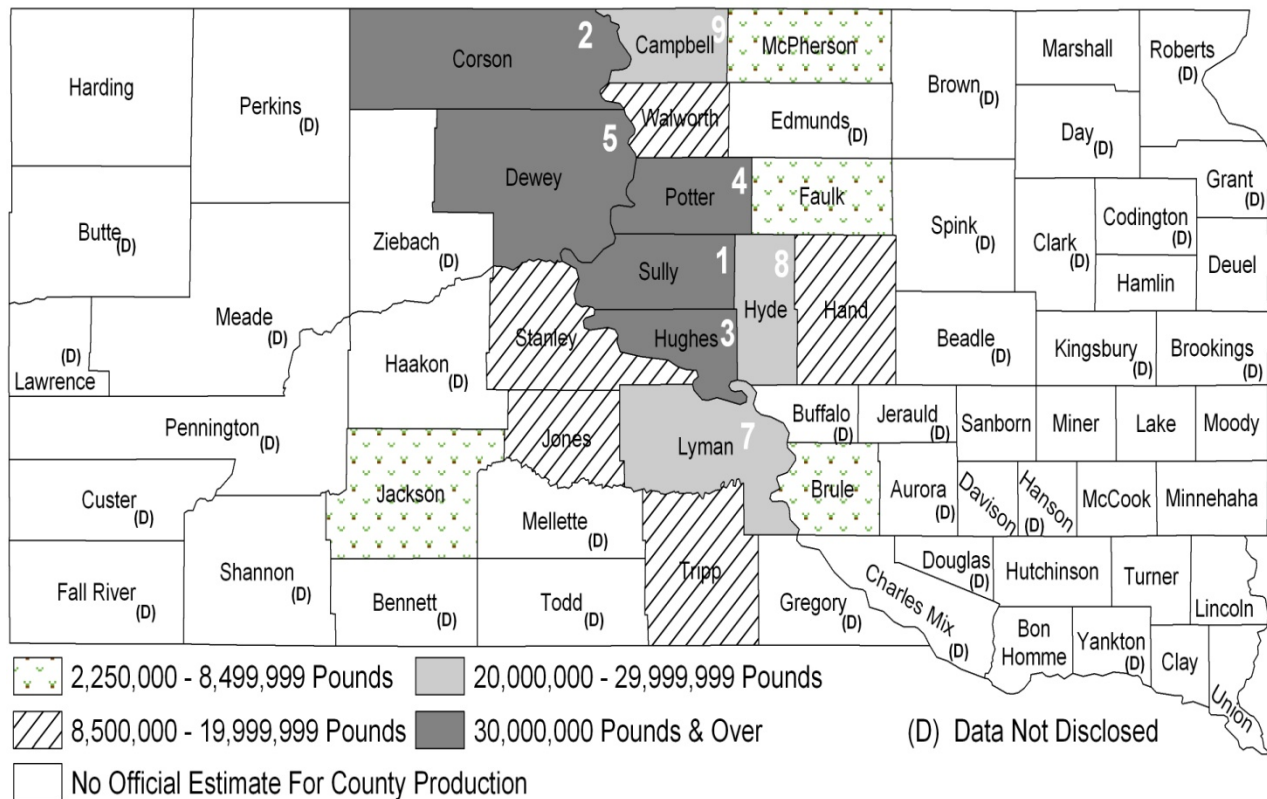 Harding
Perkins
(D)
Corson
2
Campbell
9
McPherson
Brown
(D)
Marshall
Roberts
(D)
Walworth
Edmunds
(D)
Day
(D)
Butte
(D)
Ziebach
(D)
Dewey
5
Potter
4
Faulk
Spink
(D)
Clark
(D)
Codington
(D)
Grant
(D)
Hamlin
Deuel
Meade
(D)
Sully
1
Hyde
8
Hand
(D)
Lawrence
Haakon
(D)
Stanley
Hughes
3
Beadle
(D)
Kingsbury
(D)
Brookings
(D)
Pennington
(D)
Jackson
Jones
Lyman
7
Buffalo
(D)
Jerauld
(D)
Sanborn
Miner
Lake
Moody
Custer
(D)
Mellette
(D)
Brule
Aurora
(D)
Davison
Hanson
(D)
McCook
Minnehaha
Fall River
(D)
Shannon
(D)
Bennett
(D)
Todd
(D)
Tripp
Gregory
(D)
Charles Mix
(D)
Douglas
(D)
Hutchinson
Turner
Lincoln
Bon
Homme
Yankton
(D)
Clay
Union
2,250,000 - 8,499,999 Pounds
20,000,000 - 29,999,999 Pounds
8,500,000 - 19,999,999 Pounds
30,000,000 Pounds & Over
(D) Data Not Disclosed
No Official Estimate For County Production